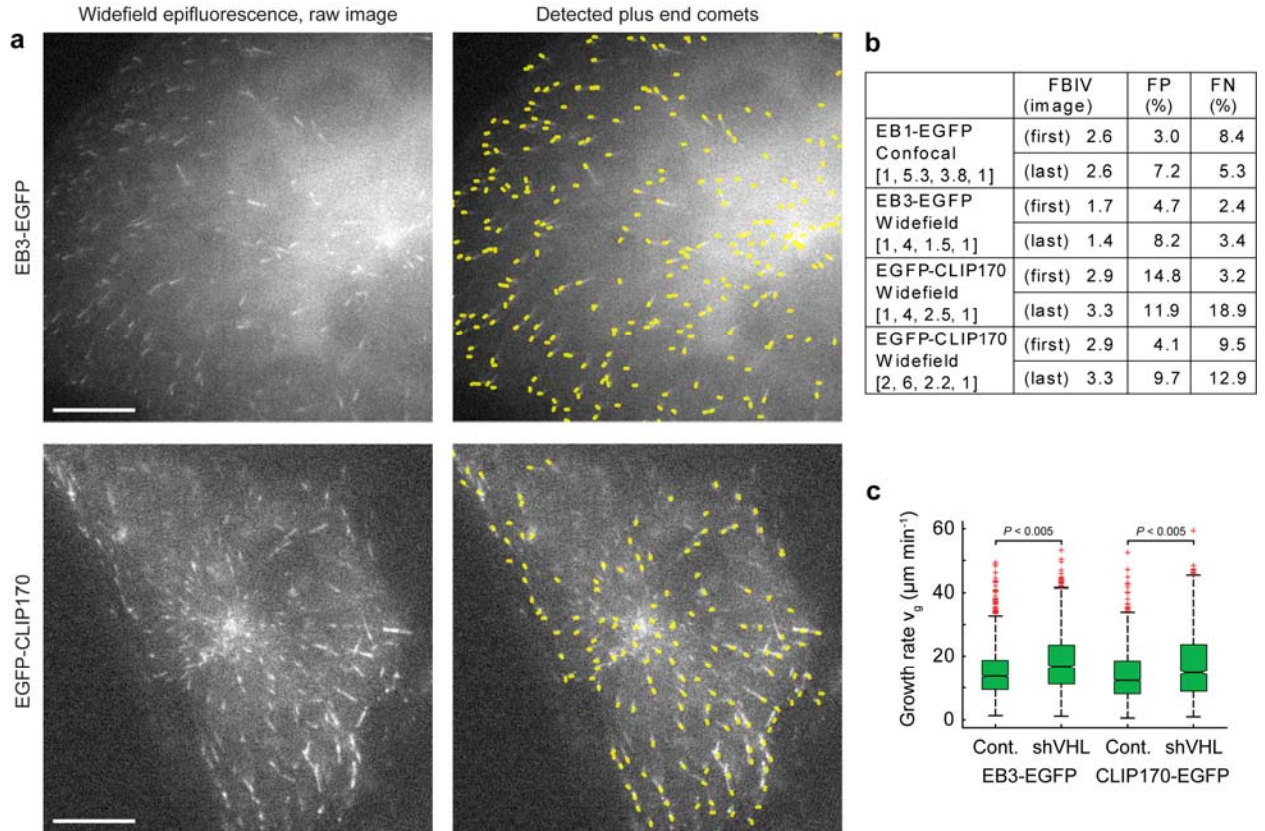 Widefield epifluorescence, raw image
Detected plus end comets
a
EB3-EGFP
EGFP-CLIP170
b
FBIV (image) FP (%) FN (%)
EB1-EGFP Confocal [1, 5.3, 3.8, 1]
(first) 2.6 3.0 8.4
(last) 2.6 7.2 5.3
EB3-EGFP Widefield [1, 4, 1.5, 1]
(first) 1.7 4.7 2.4
(last) 1.4 8.2 3.4
EGFP-CLIP170 Widefield [1, 4, 2.5, 1]
(first) 2.9 14.8 3.2
(last) 3.3 11.9 18.9
EGFP-CLIP170 Widefield [2, 6, 2.2, 1]
(first) 2.9 4.1 9.5
(last) 3.3 9.7 12.9
c
Growth rate v_g (µm min⁻¹)
60
40
20
0
P < 0.005
P < 0.005
Cont. shVHL Cont. shVHL
EB3-EGFP CLIP170-EGFP